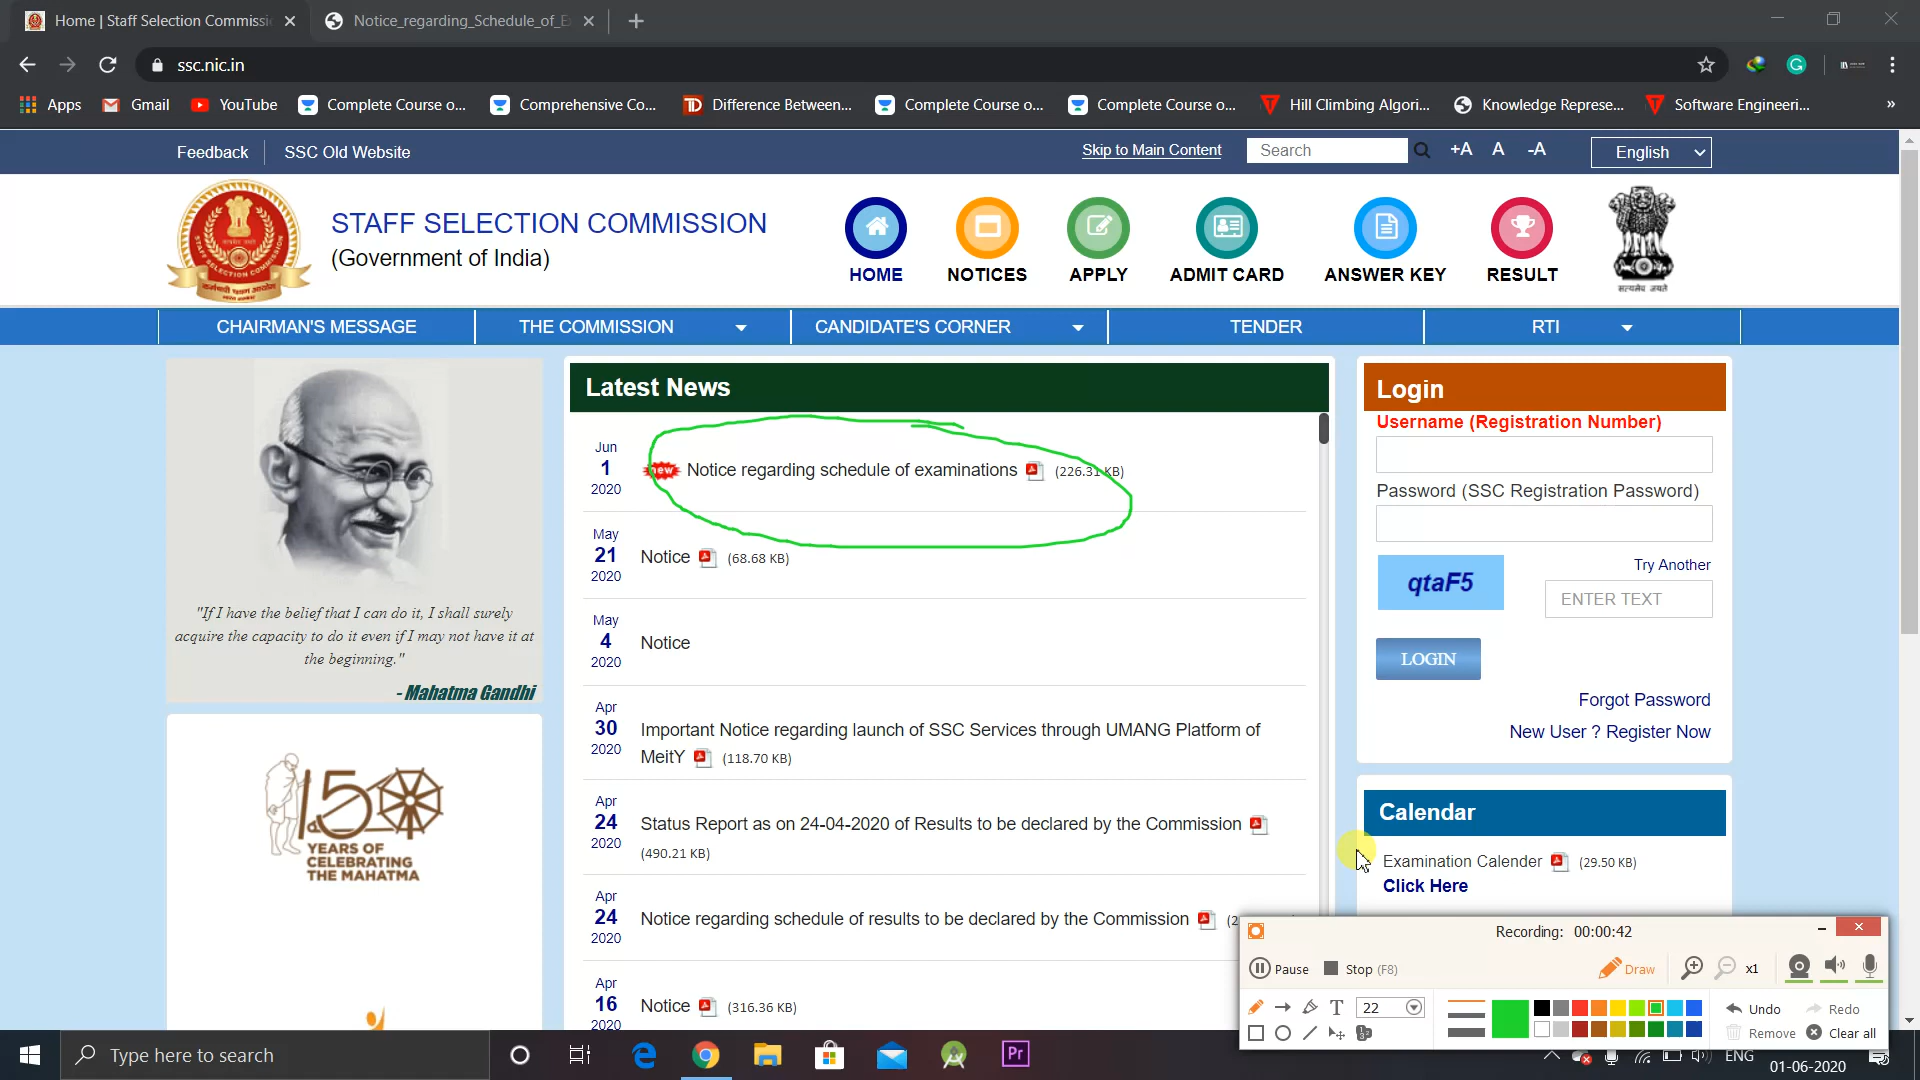 Home | Staff Selection Commissi
Notice_regarding_Schedule_of_E
ssc.nic.in
Apps
Gmail
YouTube
Complete Course o...
Comprehensive Co...
Difference Between...
Complete Course o...
Complete Course o...
Hill Climbing Algori...
Knowledge Represe...
Software Engineeri...
»
Feedback
SSC Old Website
Skip to Main Content
Search
+A A -A
English
STAFF SELECTION COMMISSION
(Government of India)
HOME
NOTICES
APPLY
ADMIT CARD
ANSWER KEY
RESULT
सत्यमेव जयते
CHAIRMAN'S MESSAGE
THE COMMISSION
CANDIDATE'S CORNER
TENDER
RTI
"If I have the belief that I can do it, I shall surely
acquire the capacity to do it even if I may not have it at
the beginning."
- Mahatma Gandhi
150
YEARS OF
CELEBRATING
THE MAHATMA
Latest News
Jun
1
2020
new Notice regarding schedule of examinations (226.31 KB)
May
21
2020
Notice (68.68 KB)
May
4
2020
Notice
Apr
30
2020
Important Notice regarding launch of SSC Services through UMANG Platform of
MeitY (118.70 KB)
Apr
24
2020
Status Report as on 24-04-2020 of Results to be declared by the Commission
(490.21 KB)
Apr
24
2020
Notice regarding schedule of results to be declared by the Commission (2
Apr
16
2020
Notice (316.36 KB)
Login
Username (Registration Number)
Password (SSC Registration Password)
qtaF5
Try Another
ENTER TEXT
LOGIN
Forgot Password
New User ? Register Now
Calendar
Examination Calender (29.50 KB)
Click Here
Recording: 00:00:42
Pause
Stop (F8)
Draw
x1
T
22
Undo
Redo
Remove
Clear all
Type here to search
Pr
ENG
01-06-2020